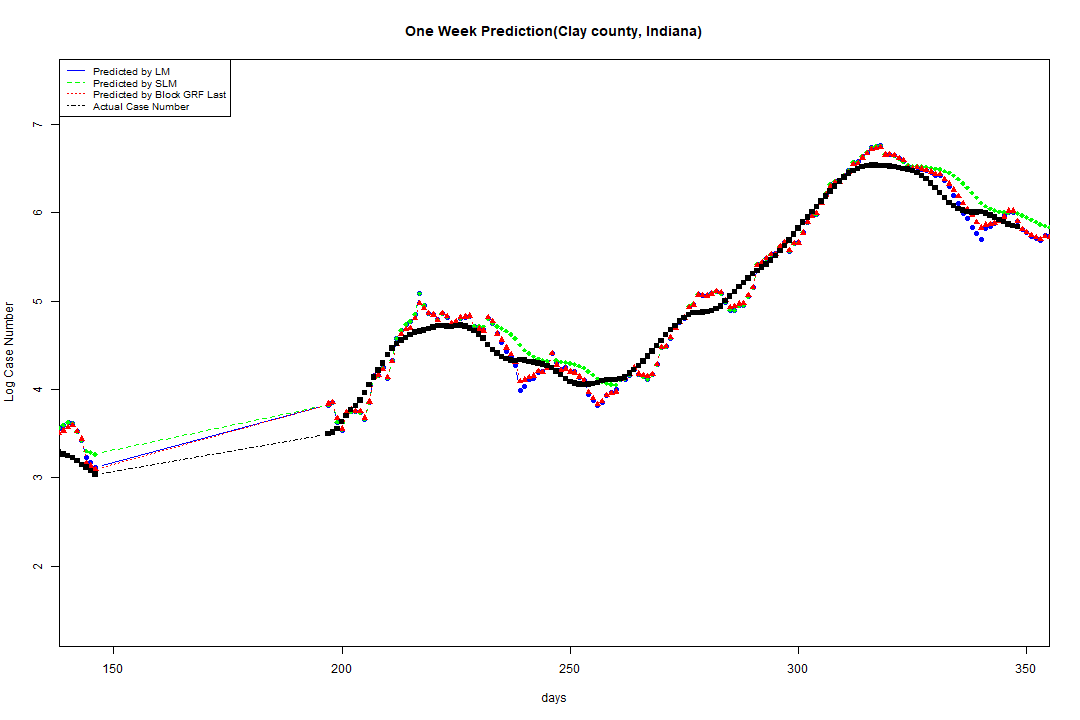 One Week Prediction(Clay county, Indiana)
Predicted by LM
Predicted by SLM
Predicted by Block GRF Last
Actual Case Number
Log Case Number
7
6
5
4
3
2
150 200 250 300 350
days